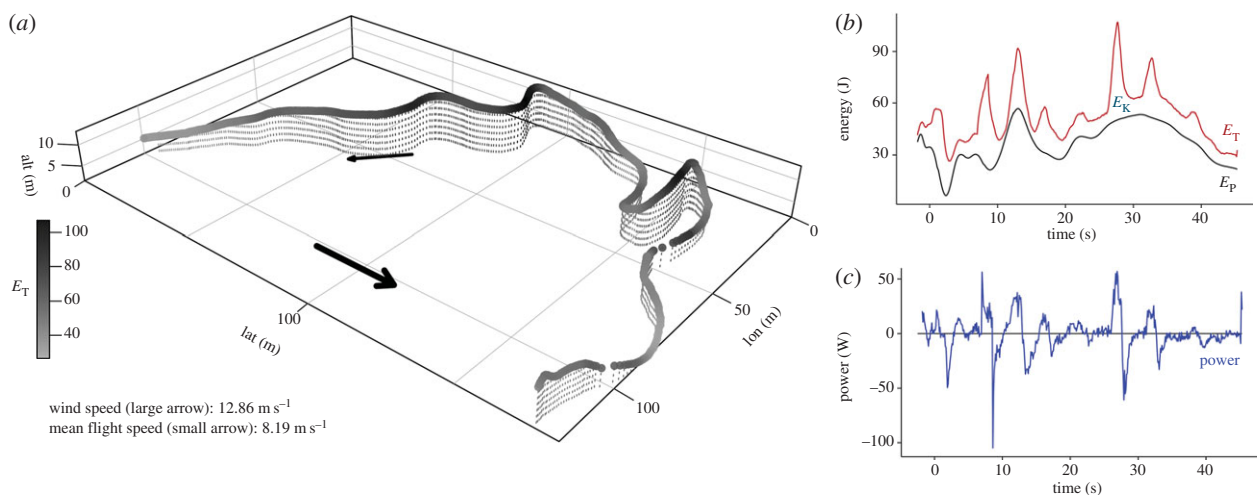 (a)
10
5
0
alt (m)
100
80
60
40
E_T
100
lat (m)
0
50
100
lon (m)
wind speed (large arrow): 12.86 m s⁻¹
mean flight speed (small arrow): 8.19 m s⁻¹
(b)
90
60
30
energy (J)
E_K
E_T
E_P
0 10 20 30 40
time (s)
(c)
50
0
−50
−100
power (W)
power
0 10 20 30 40
time (s)